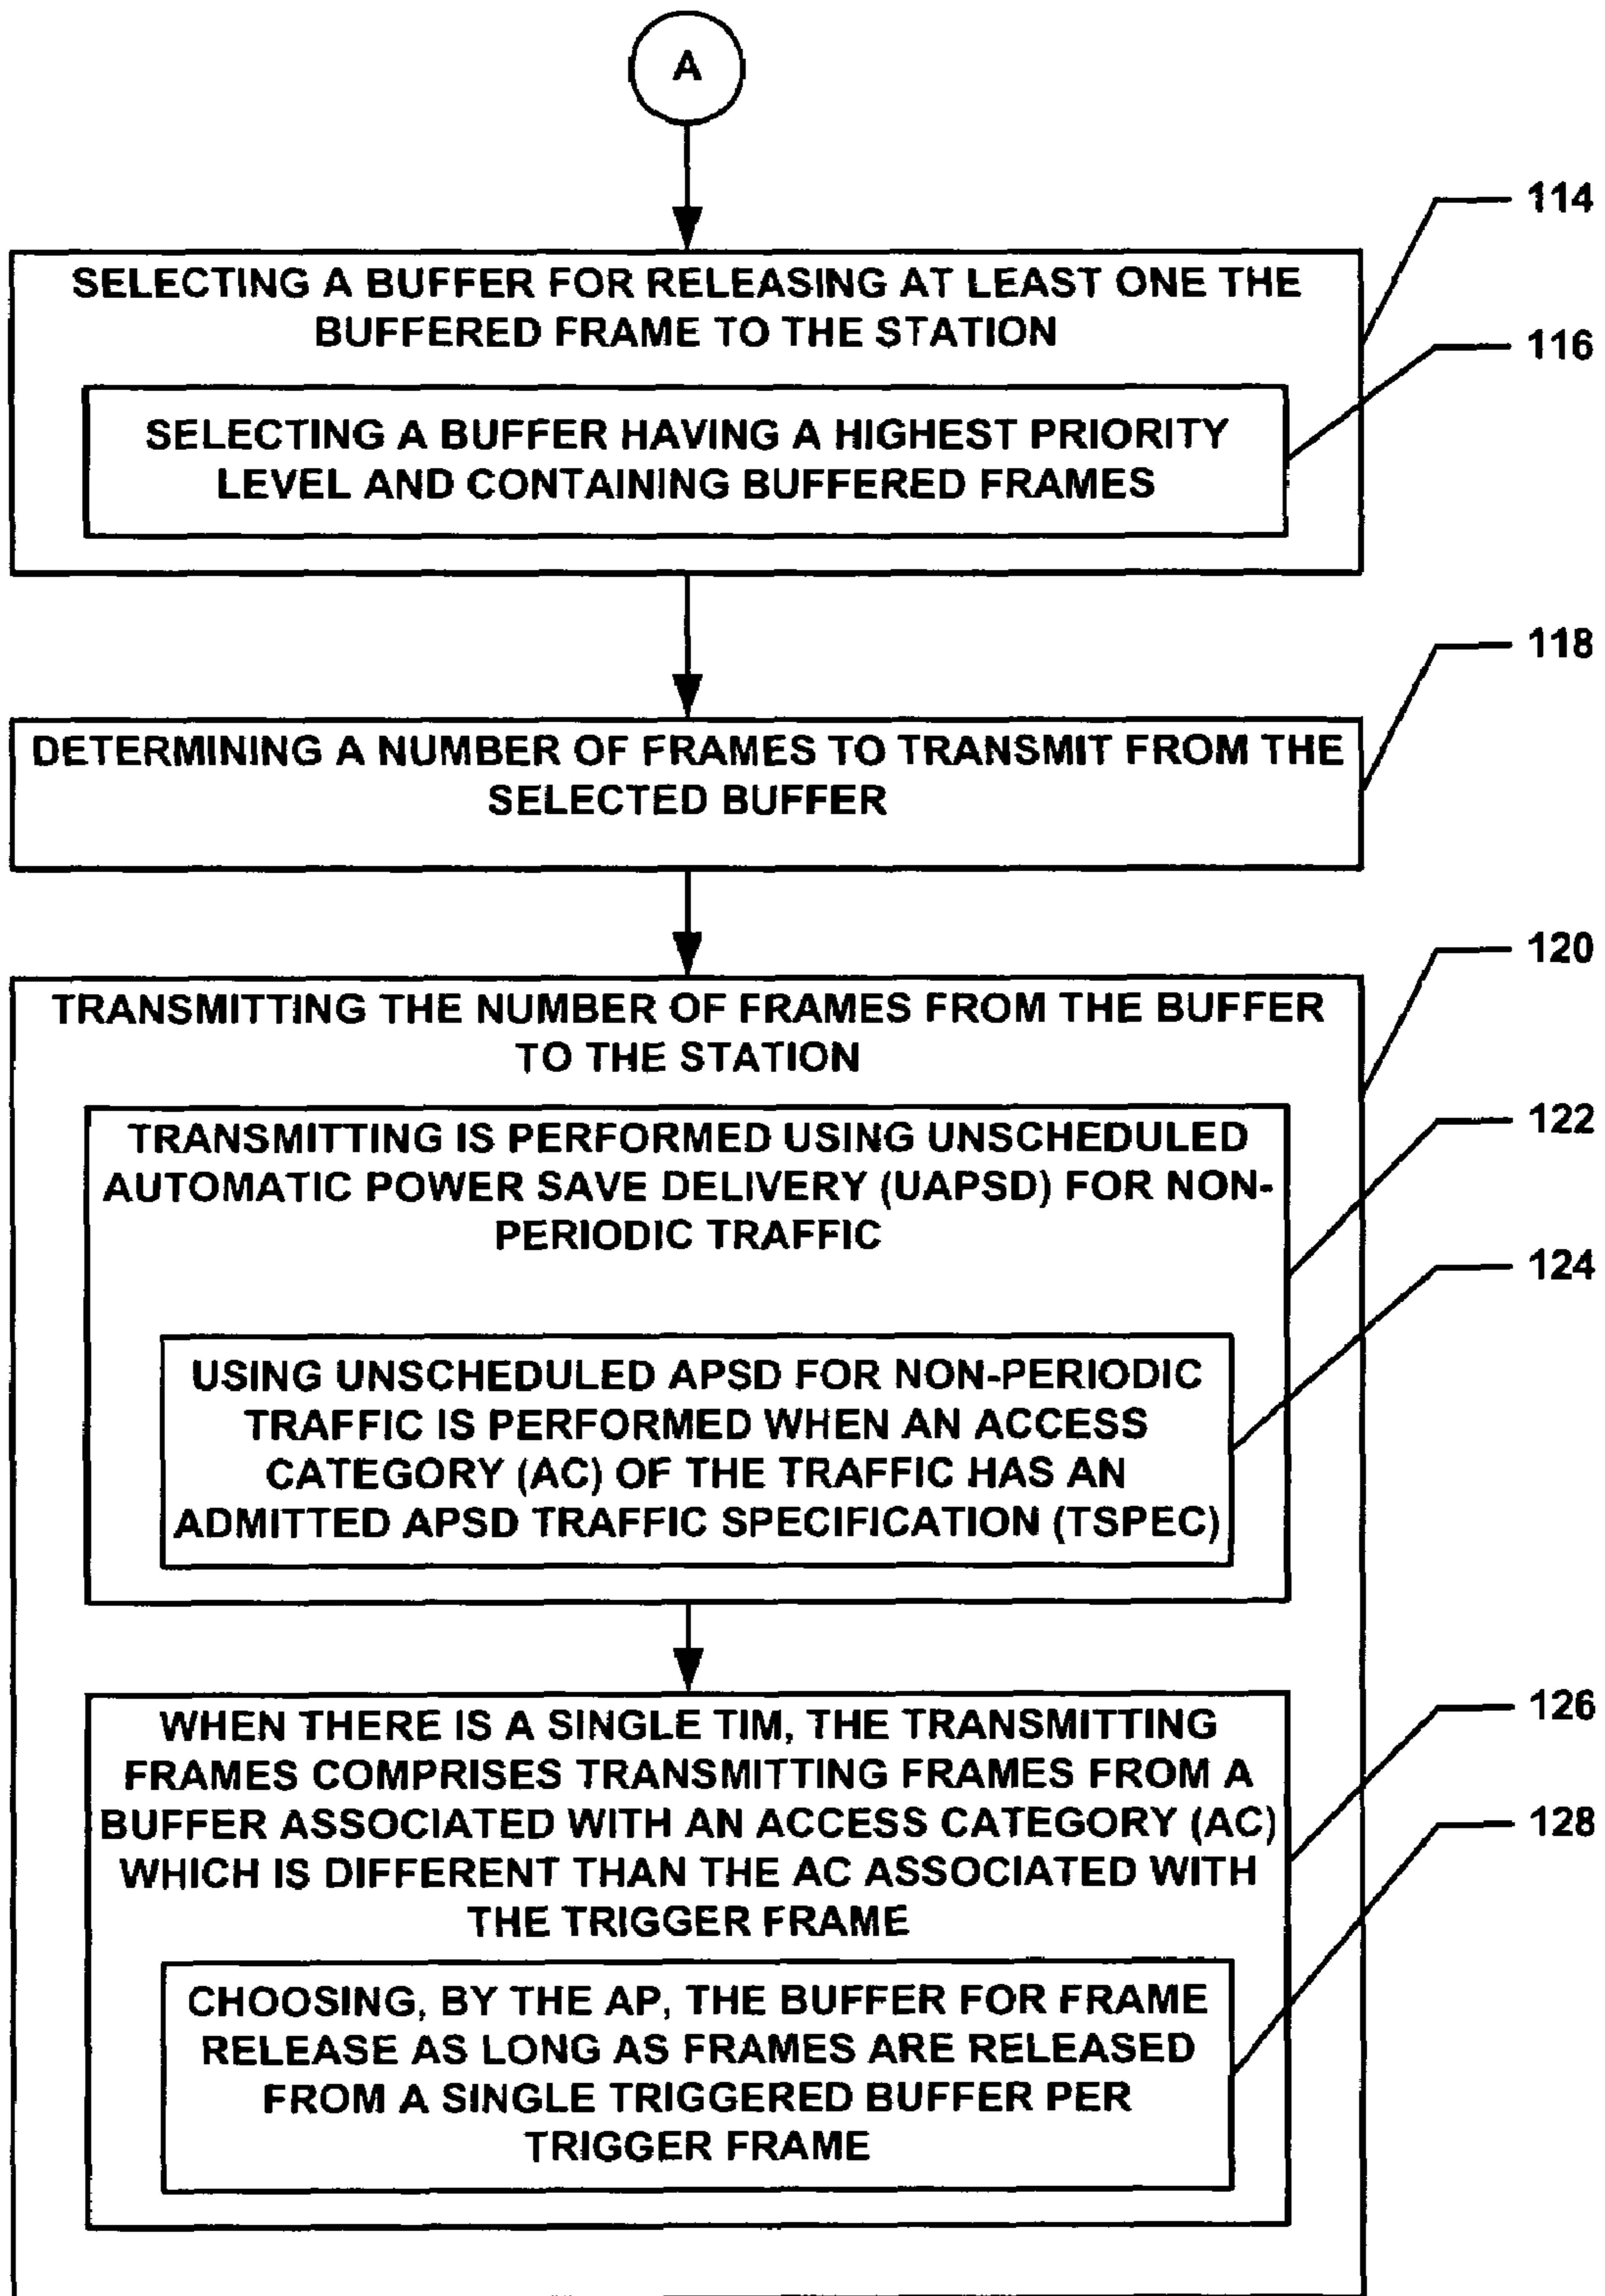 A
114
SELECTING A BUFFER FOR RELEASING AT LEAST ONE THE
BUFFERED FRAME TO THE STATION
116
SELECTING A BUFFER HAVING A HIGHEST PRIORITY
LEVEL AND CONTAINING BUFFERED FRAMES
118
DETERMINING A NUMBER OF FRAMES TO TRANSMIT FROM THE
SELECTED BUFFER
120
TRANSMITTING THE NUMBER OF FRAMES FROM THE BUFFER
TO THE STATION
122
TRANSMITTING IS PERFORMED USING UNSCHEDULED
AUTOMATIC POWER SAVE DELIVERY (UAPSD) FOR NON-
PERIODIC TRAFFIC
124
USING UNSCHEDULED APSD FOR NON-PERIODIC
TRAFFIC IS PERFORMED WHEN AN ACCESS
CATEGORY (AC) OF THE TRAFFIC HAS AN
ADMITTED APSD TRAFFIC SPECIFICATION (TSPEC)
126
WHEN THERE IS A SINGLE TIM, THE TRANSMITTING
FRAMES COMPRISES TRANSMITTING FRAMES FROM A
BUFFER ASSOCIATED WITH AN ACCESS CATEGORY (AC)
WHICH IS DIFFERENT THAN THE AC ASSOCIATED WITH
THE TRIGGER FRAME
128
CHOOSING, BY THE AP, THE BUFFER FOR FRAME
RELEASE AS LONG AS FRAMES ARE RELEASED
FROM A SINGLE TRIGGERED BUFFER PER
TRIGGER FRAME